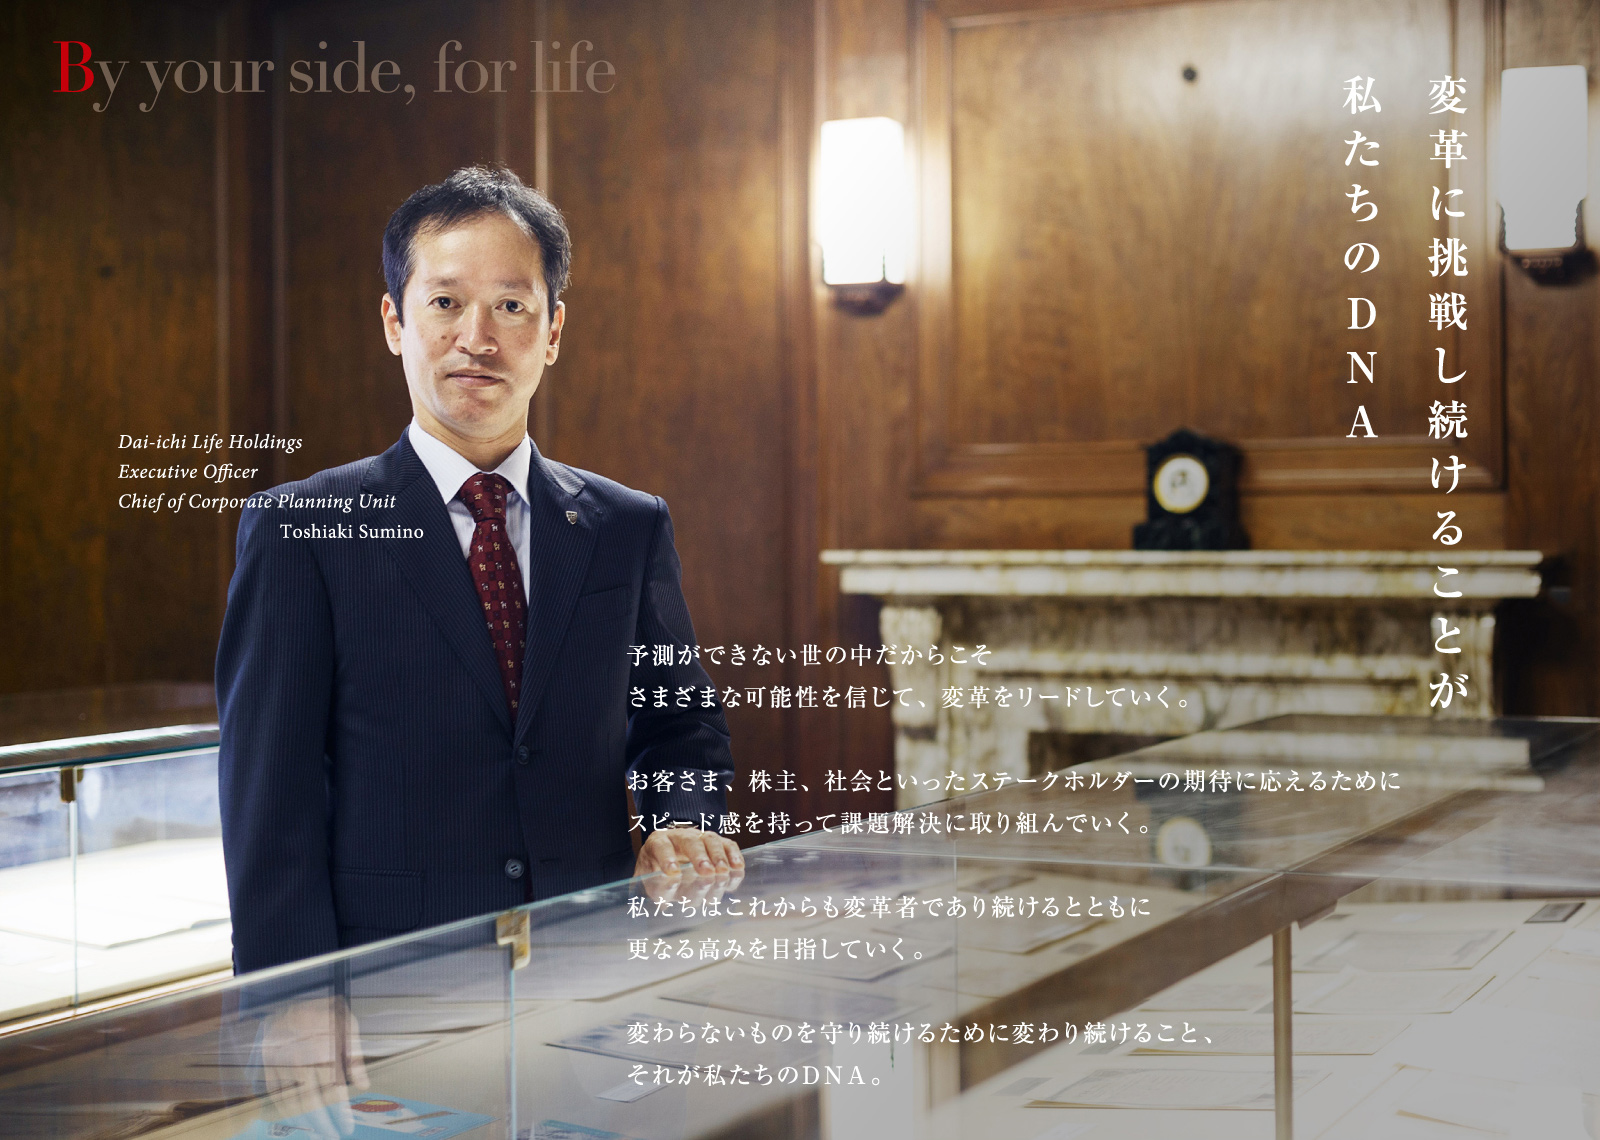 By your side, for life
変革に挑戦し続けることが
私たちのDNA
Dai-ichi Life Holdings
Executive Officer
Chief of Corporate Planning Unit
Toshiaki Sumino
予測ができない世の中だからこそ
さまざまな可能性を信じて、変革をリードしていく。
お客さま、株主、社会といったステークホルダーの期待に応えるために
スピード感を持って課題解決に取り組んでいく。
私たちはこれからも変革者であり続けるとともに
更なる高みを目指していく。
変わらないものを守り続けるために変わり続けること、
それが私たちのDNA。